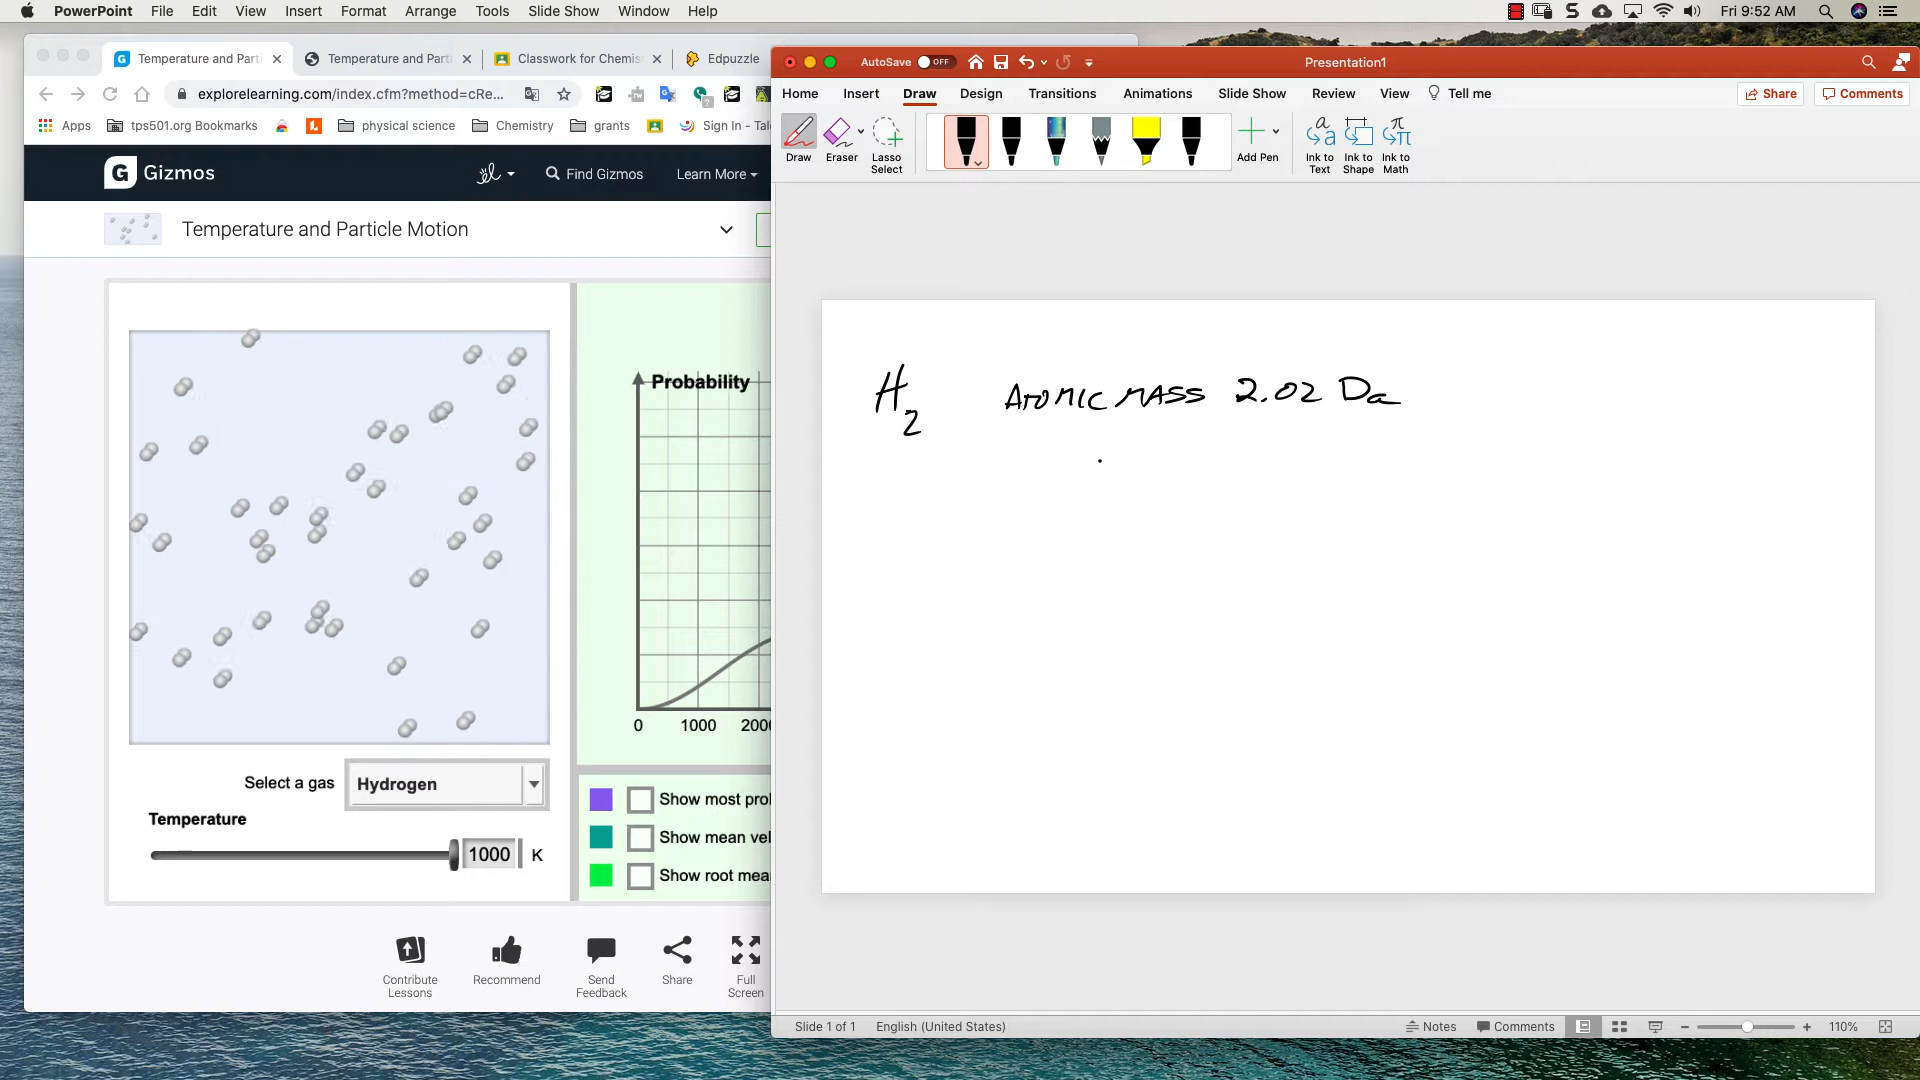 PowerPoint File Edit View Insert Format Arrange Tools Slide Show Window Help
Fri 9:52 AM
Temperature and Parti
Temperature and Parti
Classwork for Chemis
Edpuzzle
explorelearning.com/index.cfm?method=cRe...
Apps tps501.org Bookmarks physical science Chemistry grants Sign In - Tal
G Gizmos
Find Gizmos Learn More
Temperature and Particle Motion
Probability
0 1000 2000
Select a gas Hydrogen
Temperature
1000 K
Show most pro
Show mean vel
Show root mea
Contribute Lessons
Recommend
Send Feedback
Share
Full Screen
AutoSave OFF
Presentation1
Home Insert Draw Design Transitions Animations Slide Show Review View Tell me
Share Comments
Draw Eraser Lasso Select
Add Pen
Ink to Text
Ink to Shape
Ink to Math
H2 ATOMIC MASS 2.02 Da
Slide 1 of 1 English (United States)
Notes Comments
110%